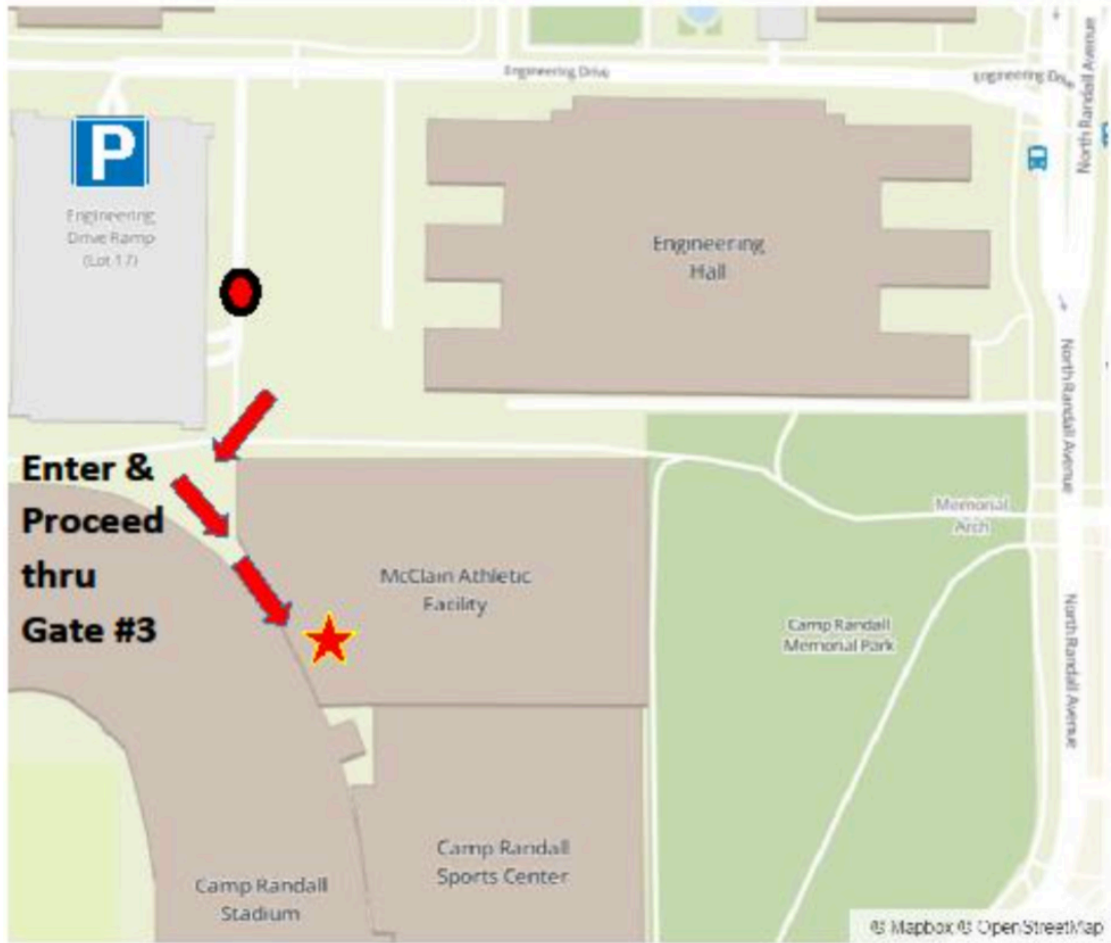 Engineering Drive
Engineering Drive
North Randall Avenue
P
Engineering
Drive Ramp
(Lot 17)
Engineering
Hall
North Randall Avenue
Enter &
Proceed
thru
Gate #3
Memorial
Arch
McClain Athletic
Facility
Camp Randall
Memorial Park
North Randall Avenue
Camp Randall
Sports Center
Camp Randall
Stadium
© Mapbox © OpenStreetMap